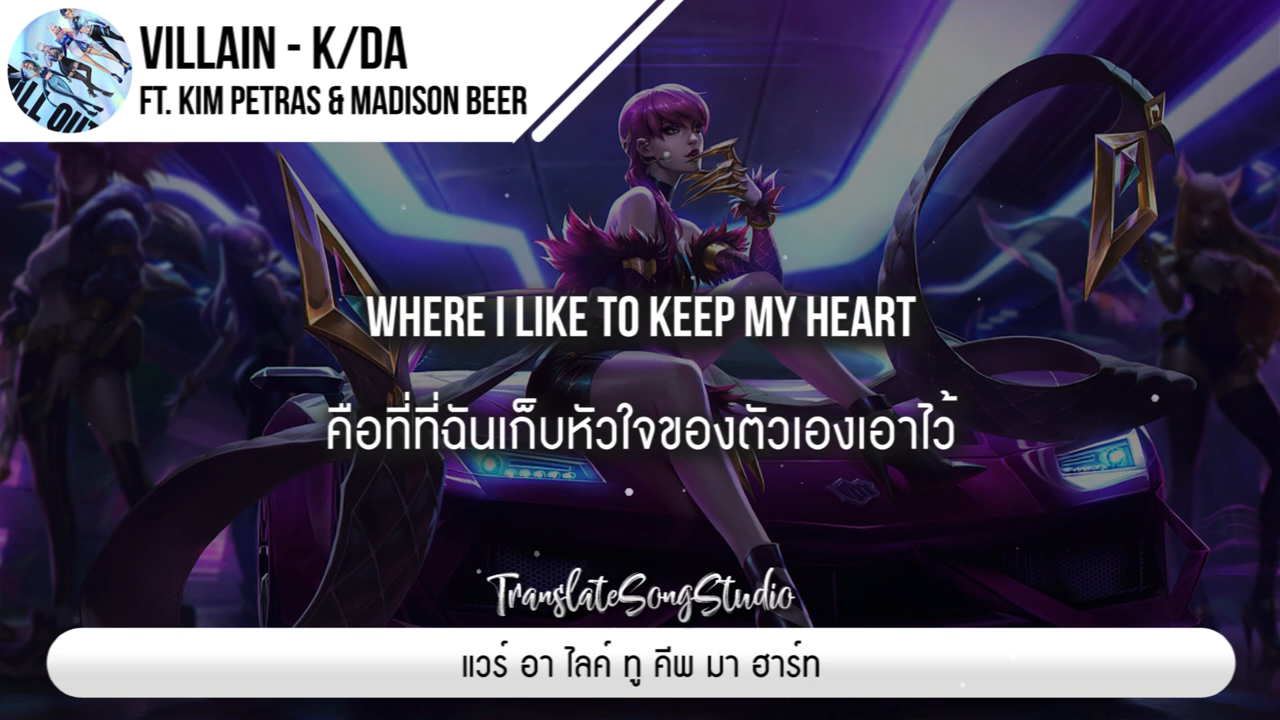 VILLAIN - K/DA
FT. KIM PETRAS & MADISON BEER
ALL OUT
WHERE I LIKE TO KEEP MY HEART
คือที่ที่ฉันเก็บหัวใจของตัวเองเอาไว้
TranslateSongStudio
แวร์ อา ไลค์ ทู คีพ มา ฮาร์ท